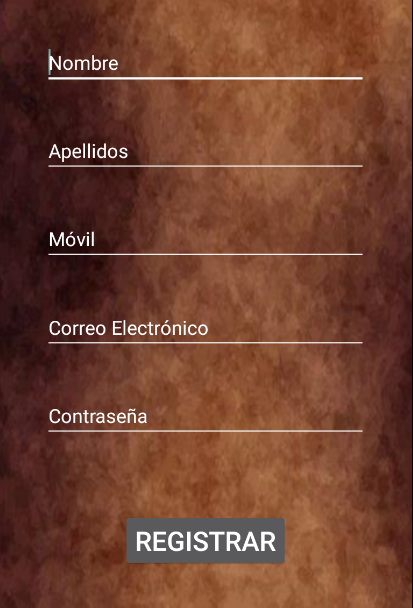 Nombre
Apellidos
Móvil
Correo Electrónico
Contraseña
REGISTRAR